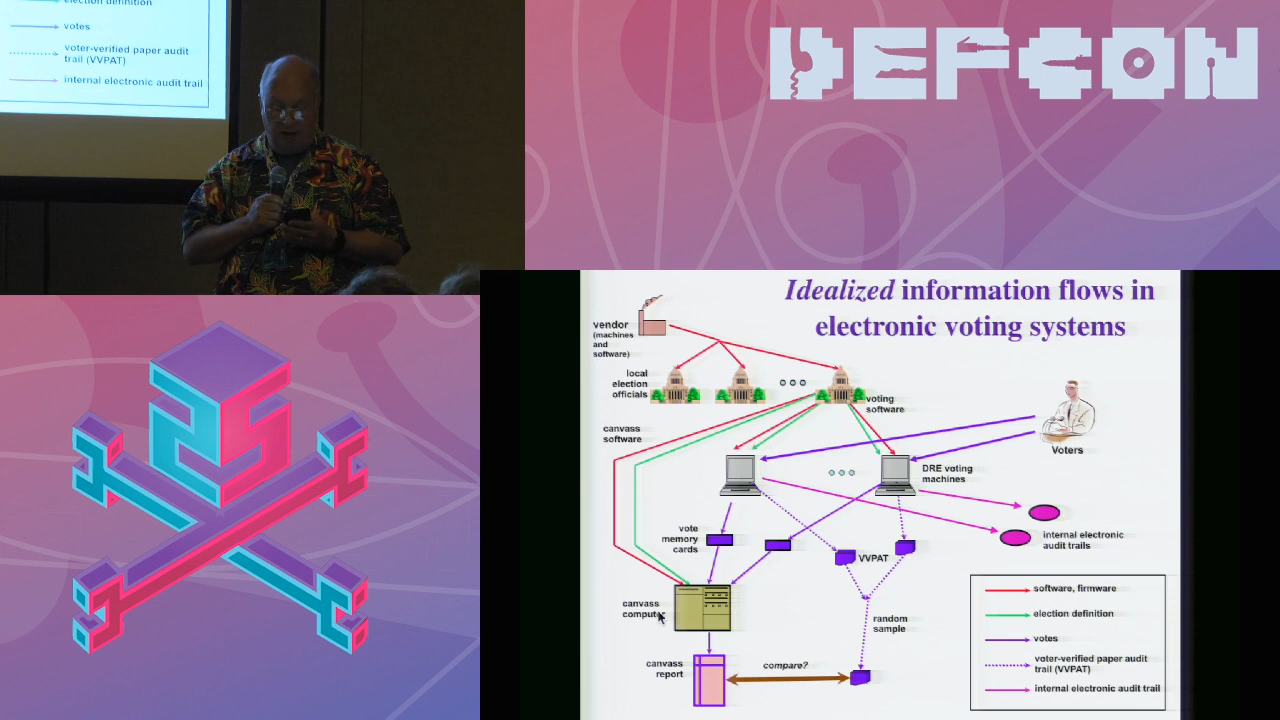 election definition
votes
voter-verified paper audit
trail (VVPAT)
internal electronic audit trail
DEFCON
Idealized information flows in
electronic voting systems
vendor
(machines
and
software)
local
election
officials
voting
software
canvass
software
Voters
DRE voting
machines
vote
memory
cards
internal electronic
audit trails
VVPAT
canvass
computer
random
sample
canvass
report
compare?
software, firmware
election definition
votes
voter-verified paper audit
trail (VVPAT)
internal electronic audit trail